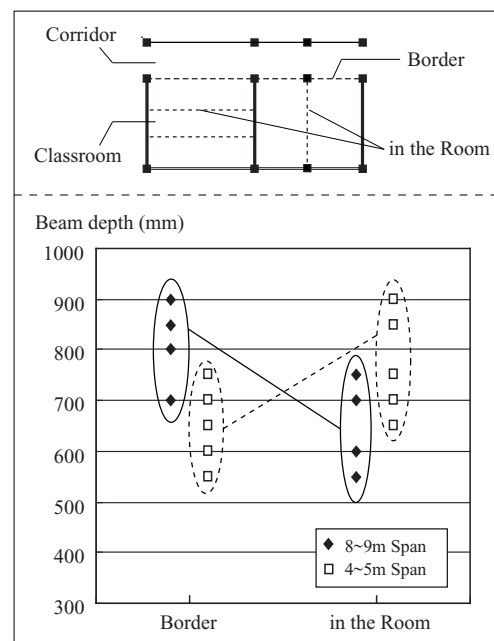 Corridor
Border
Classroom
in the Room
Beam depth (mm)
1000
900
800
700
600
500
400
300
8~9m Span
4~5m Span
Border
in the Room